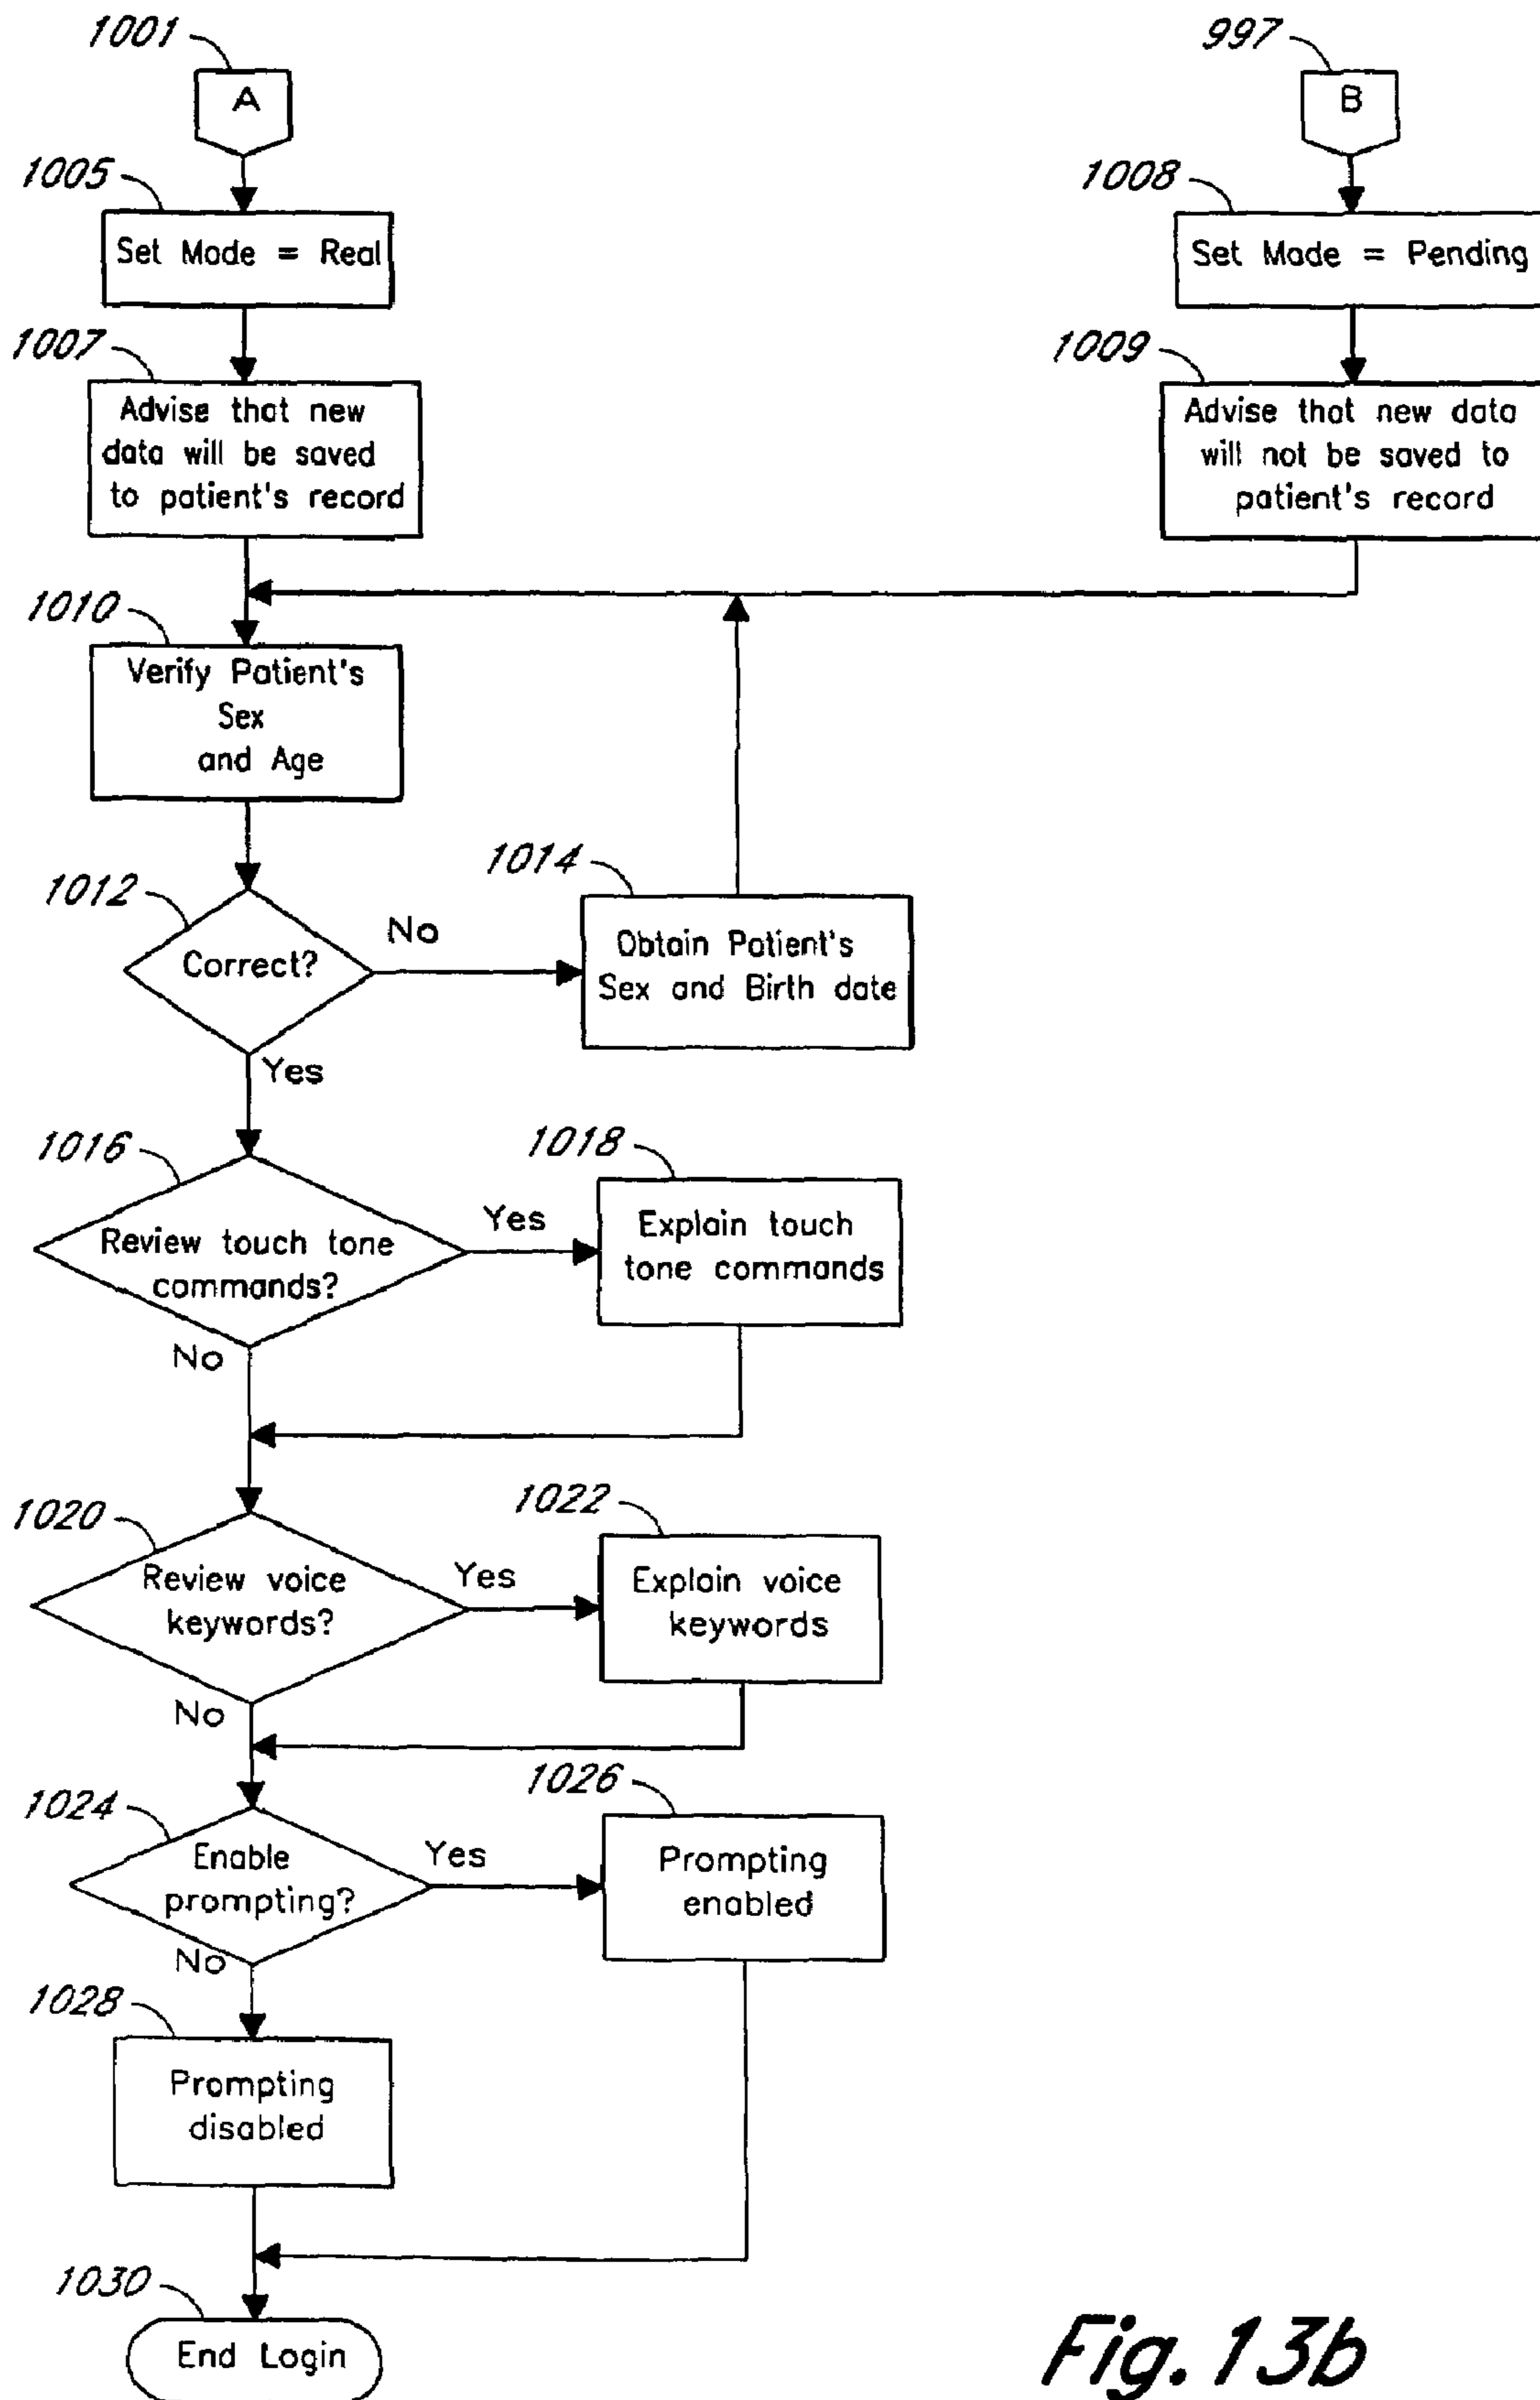 1001
997
A
B
1005
1008
Set Mode = Real
Set Mode = Pending
1007
1009
Advise that new
data will be saved
to patient's record
Advise that new data
will not be saved to
patient's record
1010
Verify Patient's
Sex
and Age
1012
1014
Correct?
No
Obtain Patient's
Sex and Birth date
Yes
1016
1018
Review touch tone
commands?
Yes
Explain touch
tone commands
No
1020
1022
Review voice
keywords?
Yes
Explain voice
keywords
No
1024
1026
Enable
prompting?
Yes
Prompting
enabled
No
1028
Prompting
disabled
1030
End Login
Fig. 13b